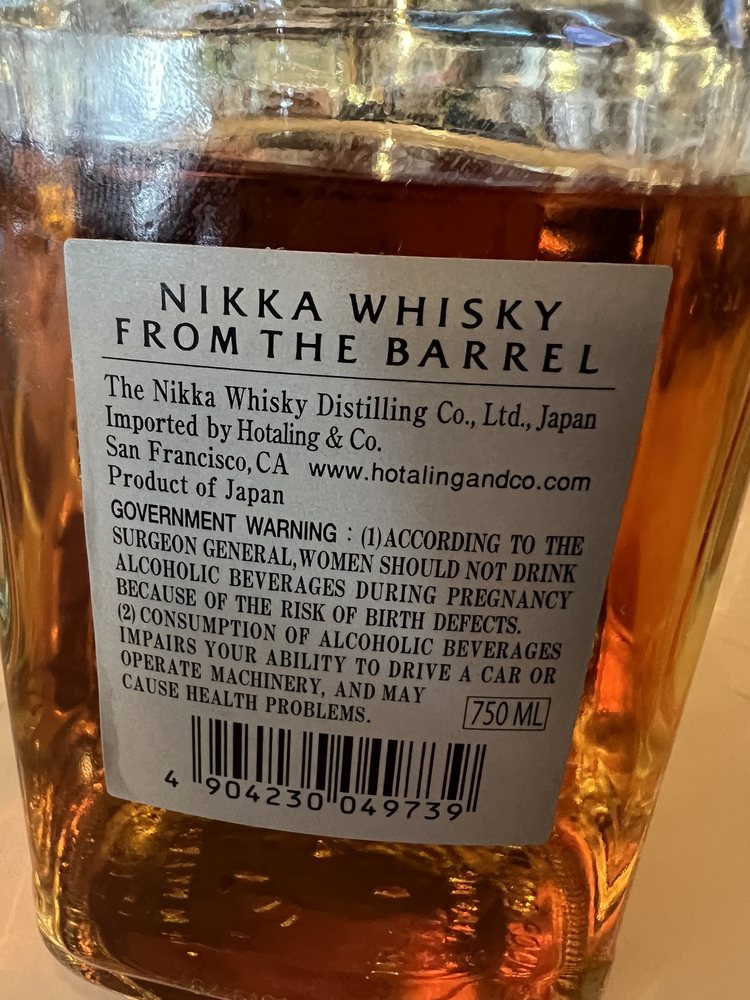 NIKKA WHISKY
FROM THE BARREL
The Nikka Whisky Distilling Co., Ltd., Japan
Imported by Hotaling & Co.
San Francisco, CA www.hotalingandco.com
Product of Japan
GOVERNMENT WARNING : (1)ACCORDING TO THE
SURGEON GENERAL, WOMEN SHOULD NOT DRINK
ALCOHOLIC BEVERAGES DURING PREGNANCY
BECAUSE OF THE RISK OF BIRTH DEFECTS.
(2) CONSUMPTION OF ALCOHOLIC BEVERAGES
IMPAIRS YOUR ABILITY TO DRIVE A CAR OR
OPERATE MACHINERY, AND MAY
CAUSE HEALTH PROBLEMS.
750 ML
4 904230 049739